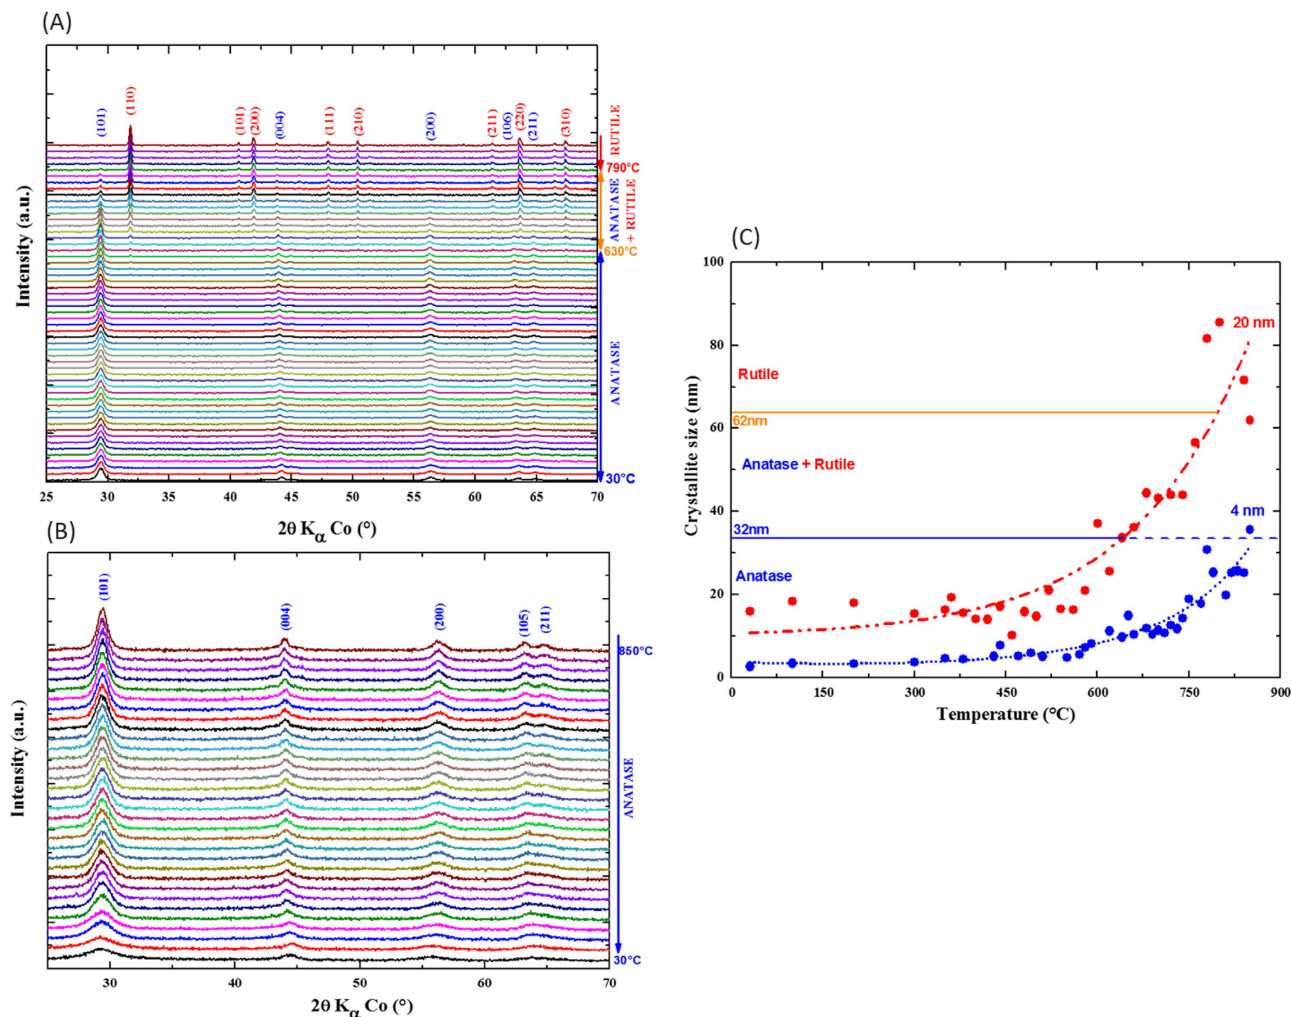 (A)
(101)
(110)
(101)
(200)
(004)
(111)
(210)
(200)
(211)
(106)
(220)
(211)
(310)
RUTILE
790°C
ANATASE
+ RUTILE
630°C
ANATASE
30°C
Intensity (a.u.)
25 30 35 40 45 50 55 60 65 70
2θ Kα Co (°)
(B)
(101)
(004)
(200)
(105)
(211)
850°C
ANATASE
30°C
Intensity (a.u.)
30 40 50 60 70
2θ Kα Co (°)
(C)
100
80
60
40
20
0
Crystallite size (nm)
20 nm
Rutile
62nm
Anatase + Rutile
4 nm
32nm
Anatase
0 150 300 450 600 750 900
Temperature (°C)